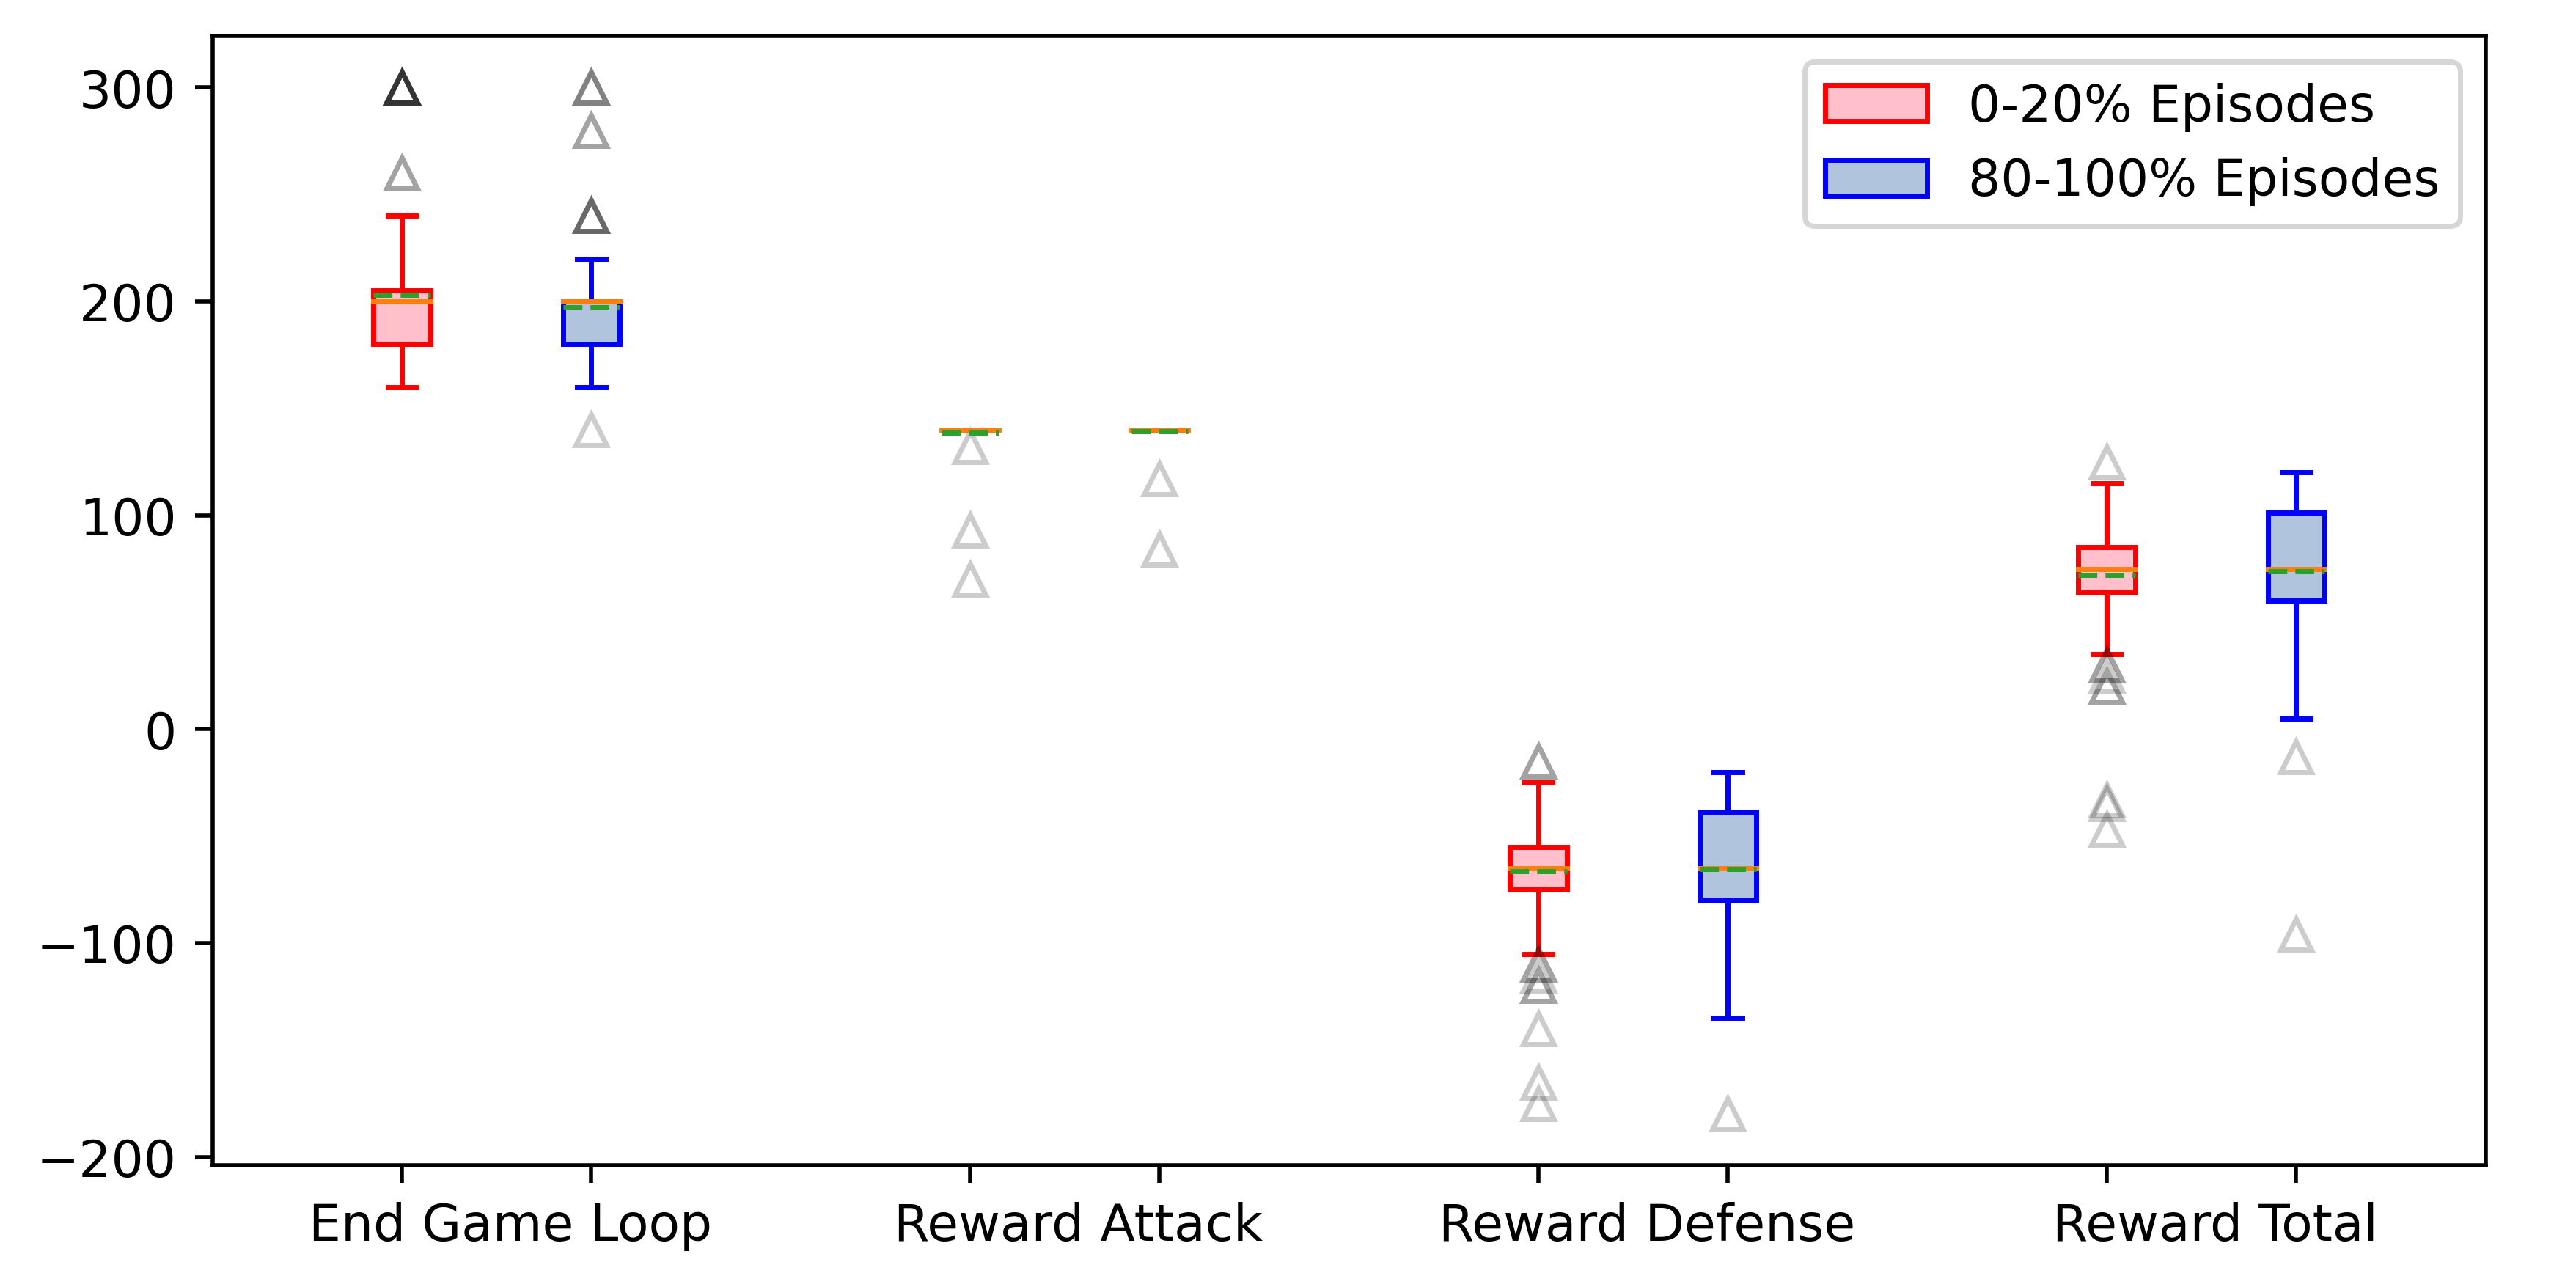 300
200
100
0
−100
−200
0-20% Episodes
80-100% Episodes
End Game Loop
Reward Attack
Reward Defense
Reward Total